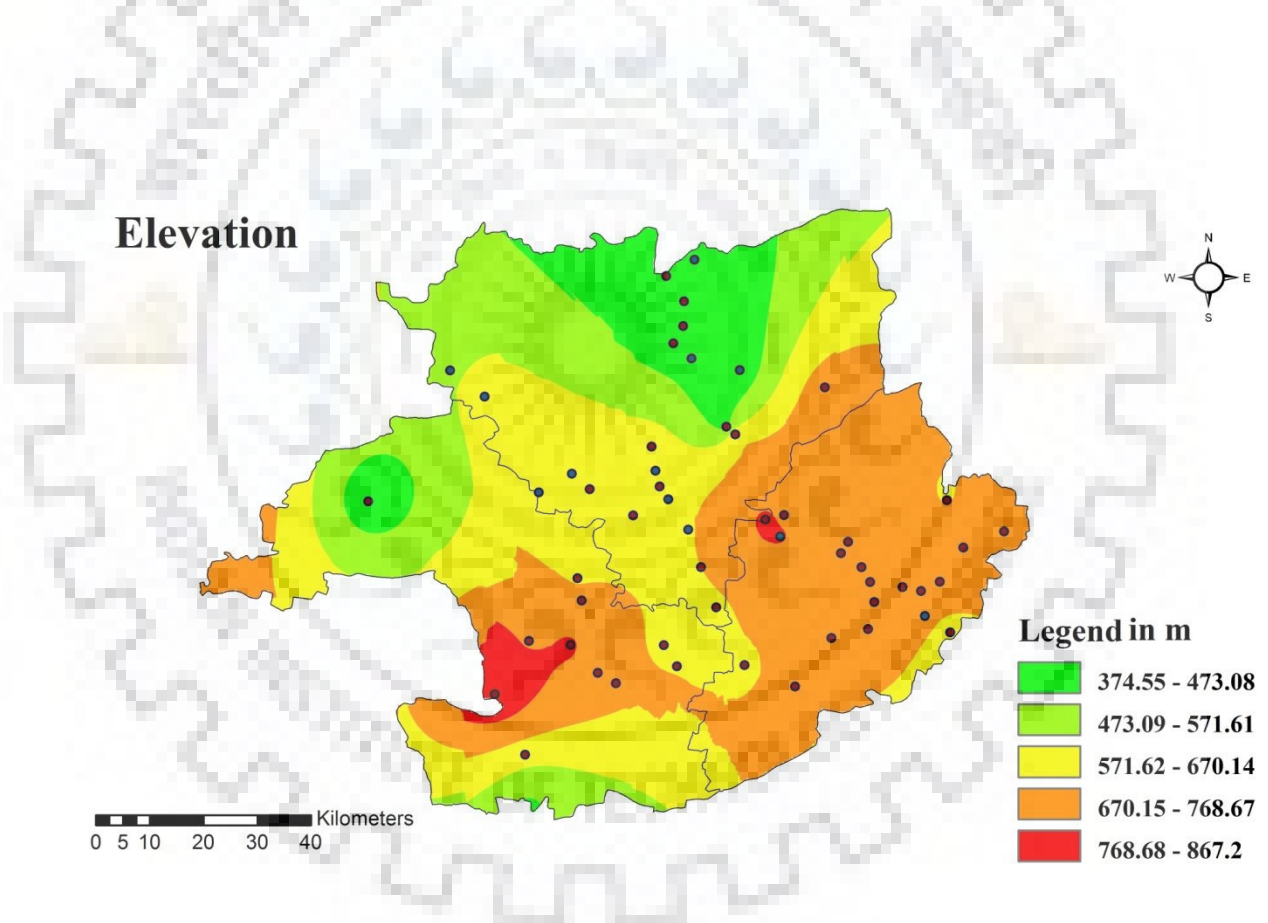 Elevation
N
W E
S
Legend in m
374.55 - 473.08
473.09 - 571.61
571.62 - 670.14
670.15 - 768.67
768.68 - 867.2
Kilometers
0 5 10 20 30 40